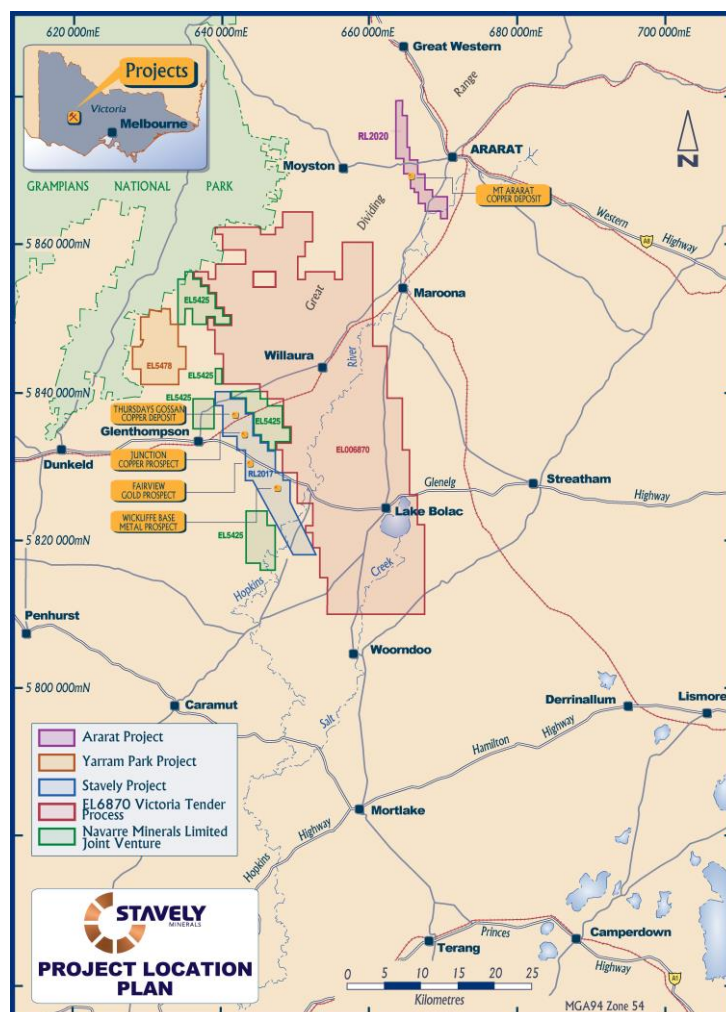 620 000mE
640 000mE
660 000mE
680 000mE
700 000mE
Projects
Victoria
Melbourne
Great Western
Range
RL2020
ARARAT
Moyston
MT ARARAT
COPPER DEPOSIT
N
GRAMPIANS NATIONAL PARK
Dividing
Western
Highway
A8
5 860 000mN
Great
Maroona
EL5425
EL5478
Willaura
River
EL5425
5 840 000mN
EL5425
THURSDAYS GOSSAN
COPPER DEPOSIT
EL5425
Glenthompson
EL006870
Dunkeld
JUNCTION
COPPER PROSPECT
RL2017
Glenelg
Highway
Streatham
FAIRVIEW
GOLD PROSPECT
Lake Bolac
WICKLIFFE BASE
METAL PROSPECT
EL5425
5 820 000mN
Hopkins
Creek
Penhurst
Woorndoo
5 800 000mN
Caramut
Salt
Derrinallum
Lismore
Hamilton
Highway
Ararat Project
Yarram Park Project
Stavely Project
EL6870 Victoria Tender
Process
Navarre Minerals Limited
Joint Venture
Mortlake
Highway
Hopkins
STAVELY
MINERALS
PROJECT LOCATION
PLAN
Terang
Princes
Camperdown
Highway
A1
0 5 10 15 20 25
Kilometres
MGA94 Zone 54